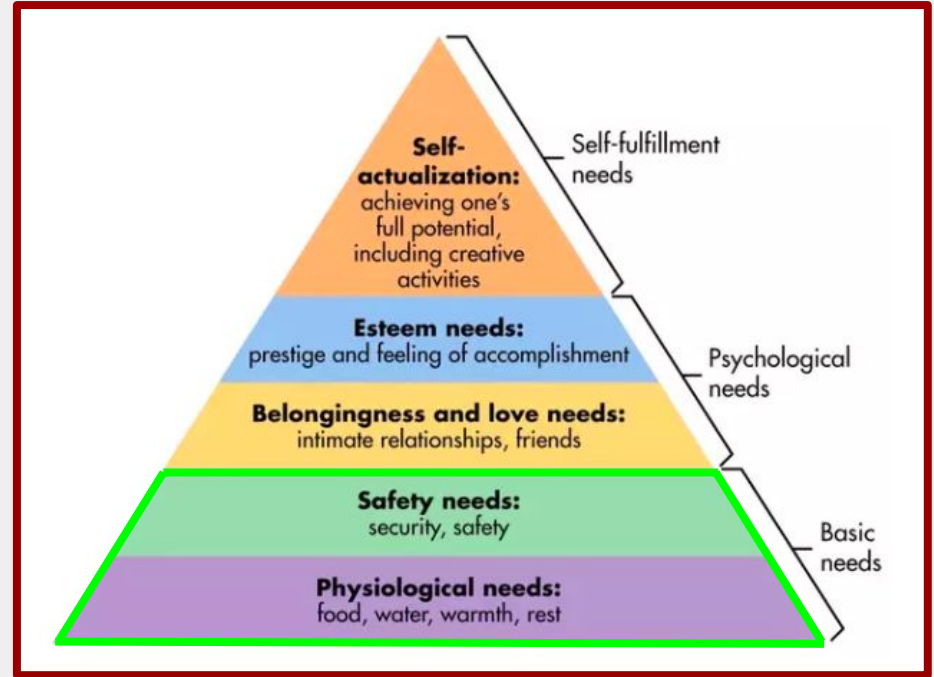 Self-
actualization:
achieving one's
full potential,
including creative
activities
Self-fulfillment
needs
Esteem needs:
prestige and feeling of accomplishment
Psychological
needs
Belongingness and love needs:
intimate relationships, friends
Safety needs:
security, safety
Basic
needs
Physiological needs:
food, water, warmth, rest